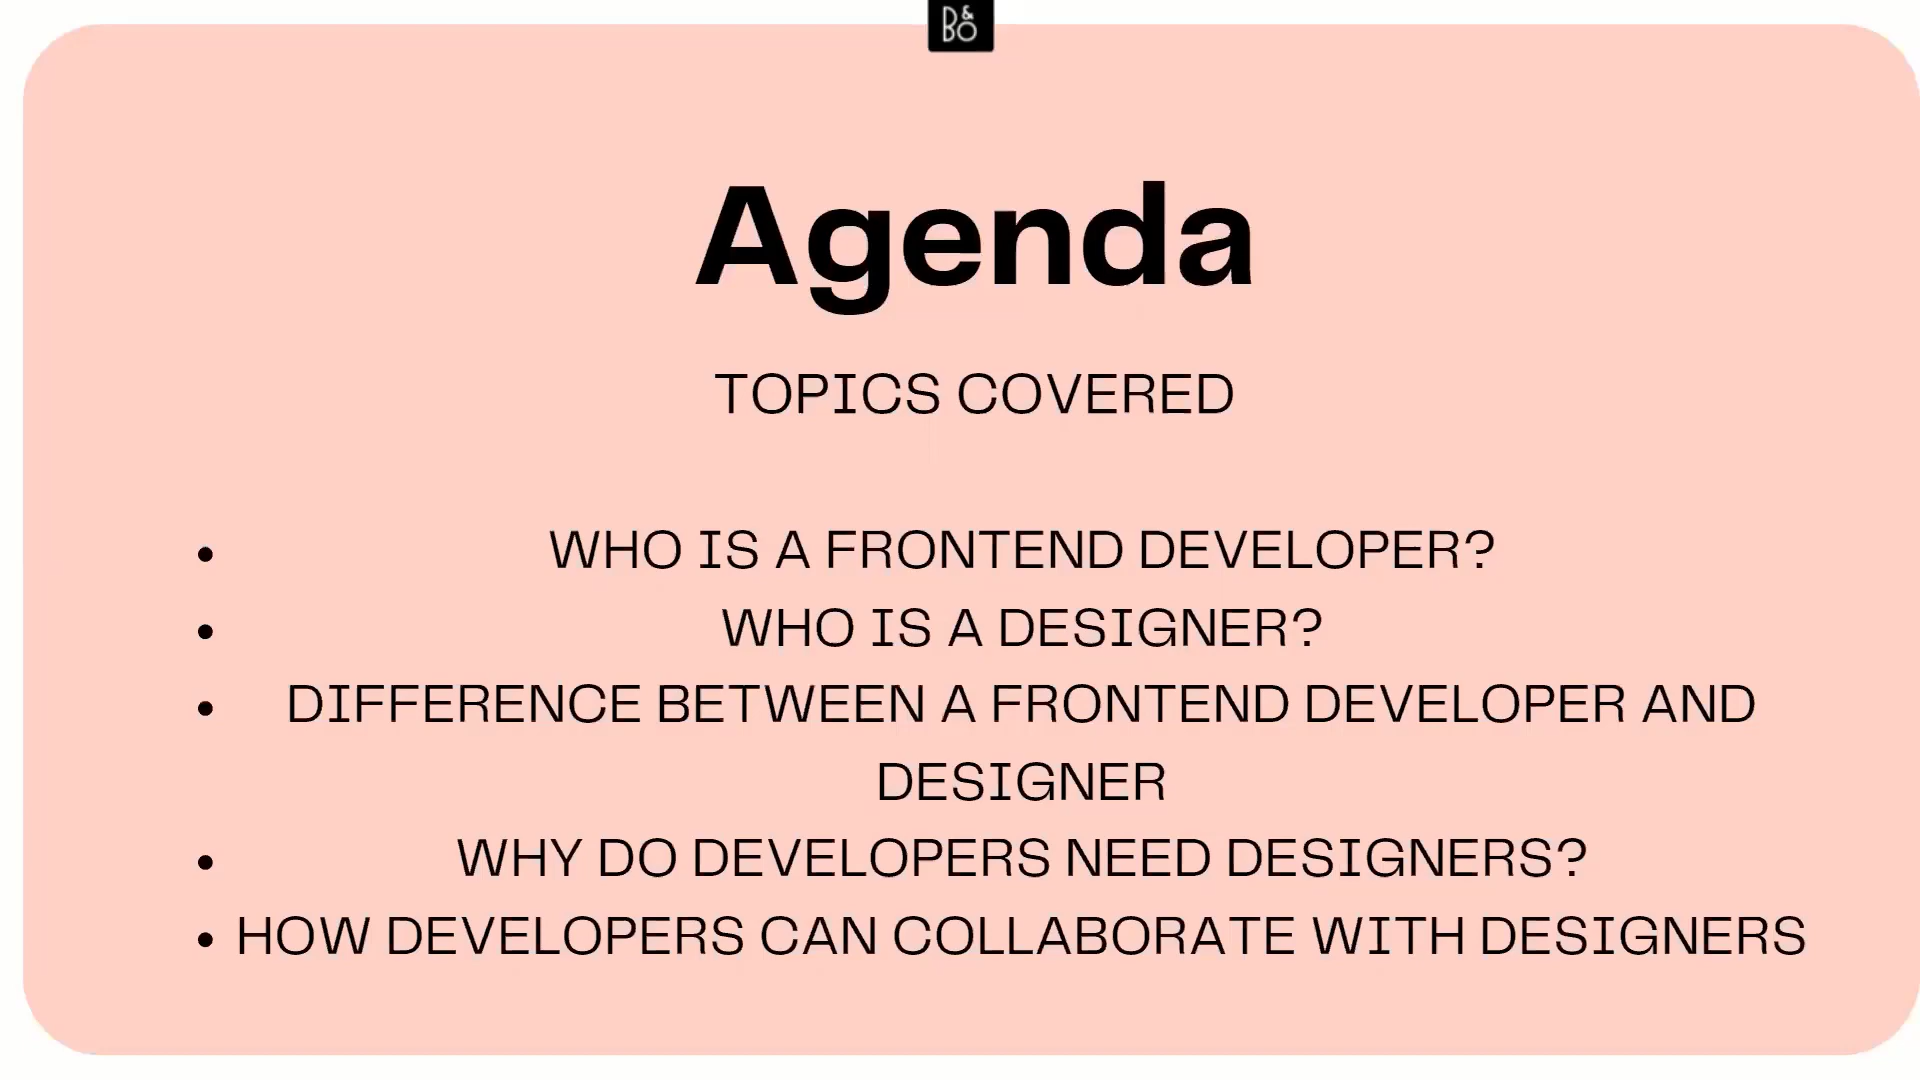 B&O
Agenda
TOPICS COVERED
• WHO IS A FRONTEND DEVELOPER?
• WHO IS A DESIGNER?
• DIFFERENCE BETWEEN A FRONTEND DEVELOPER AND
DESIGNER
• WHY DO DEVELOPERS NEED DESIGNERS?
• HOW DEVELOPERS CAN COLLABORATE WITH DESIGNERS